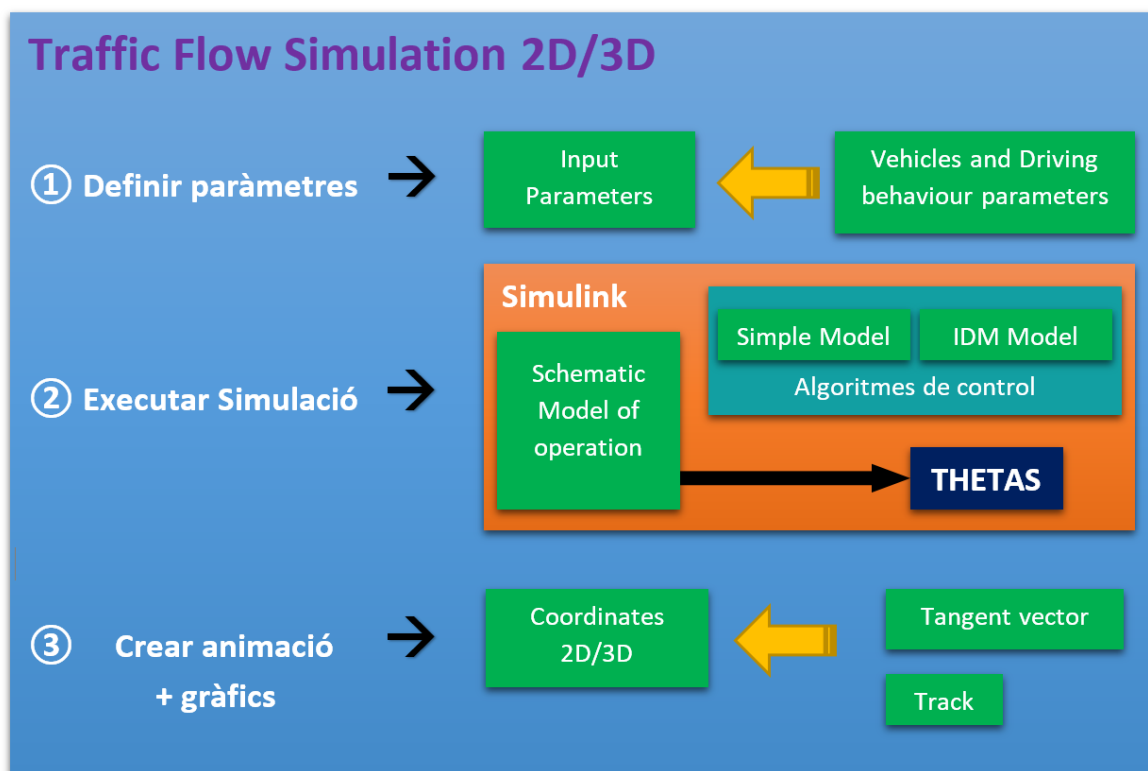 Traffic Flow Simulation 2D/3D
① Definir paràmetres
Input
Parameters
Vehicles and Driving
behaviour parameters
② Executar Simulació
Simulink
Schematic
Model of
operation
Simple Model
IDM Model
Algoritmes de control
THETAS
③ Crear animació
+ gràfics
Coordinates
2D/3D
Tangent vector
Track